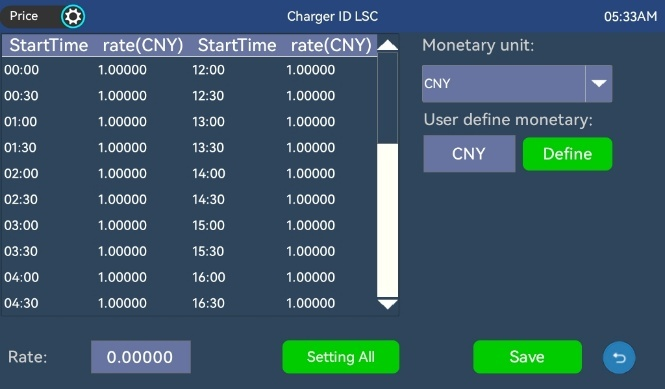 Price
Charger ID LSC
05:33AM
StartTime rate(CNY) StartTime rate(CNY)
00:00 1.00000 12:00 1.00000
00:30 1.00000 12:30 1.00000
01:00 1.00000 13:00 1.00000
01:30 1.00000 13:30 1.00000
02:00 1.00000 14:00 1.00000
02:30 1.00000 14:30 1.00000
03:00 1.00000 15:00 1.00000
03:30 1.00000 15:30 1.00000
04:00 1.00000 16:00 1.00000
04:30 1.00000 16:30 1.00000
Monetary unit:
CNY
User define monetary:
CNY Define
Rate: 0.00000 Setting All Save